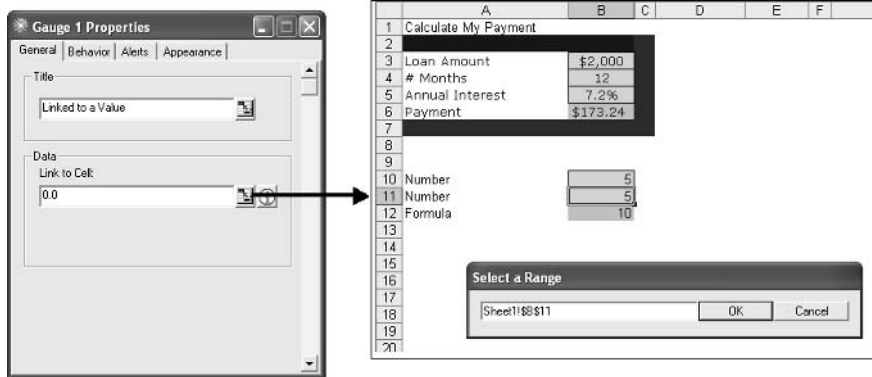 Gauge 1 Properties
General Behavior Alerts Appearance
Title
Linked to a Value
Data
Link to Cell:
0.0
A B C D E F
1 Calculate My Payment
2
3 Loan Amount $2,000
4 # Months 12
5 Annual Interest 7.2%
6 Payment $173.24
7
8
9
10 Number 5
11 Number 5
12 Formula 10
13
14
15
16
17
18
19
20
Select a Range
Sheet1!$B$11 OK Cancel